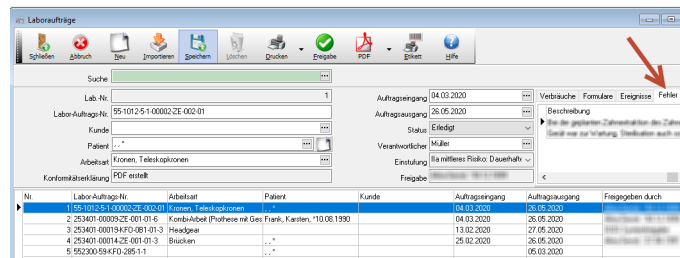 Laboraufträge
Schließen Abbruch Neu Importieren Speichern Löschen Drucken Freigabe PDF Etikett Hilfe
Suche
Lab.-Nr. 1
Labor-Auftrags-Nr. 55-1012-5-1-00002-ZE-002-01
Kunde
Patient , , *
Arbeitsart Kronen, Teleskopkronen
Konformitätserklärung PDF erstellt
Auftragseingang 04.03.2020
Auftragsausgang 26.05.2020
Status Erledigt
Verantwortlicher Müller
Einstufung IIa mittleres Risiko: Dauerhafte
Freigabe
Verbräuche Formulare Ereignisse Fehler
Beschreibung
Nr. Labor-Auftrags-Nr. Arbeitsart Patient Kunde Auftragseingang Auftragsausgang Freigegeben durch
1 55-1012-5-1-00002-ZE-002-01 Kronen, Teleskopkronen , , * 04.03.2020 26.05.2020
2 253401-00009-ZE-001-01-6 Kombi-Arbeit (Prothese mit Ges Frank, Karsten, *10.08.1990 04.03.2020 26.05.2020
3 253401-00019-KFO-0B1-01-3 Headgear 13.02.2020 27.05.2020
4 253401-00014-ZE-001-01-3 Brücken , , * 25.02.2020 26.05.2020
5 552300-59-KFO-285-1-1 , , * 05.03.2020